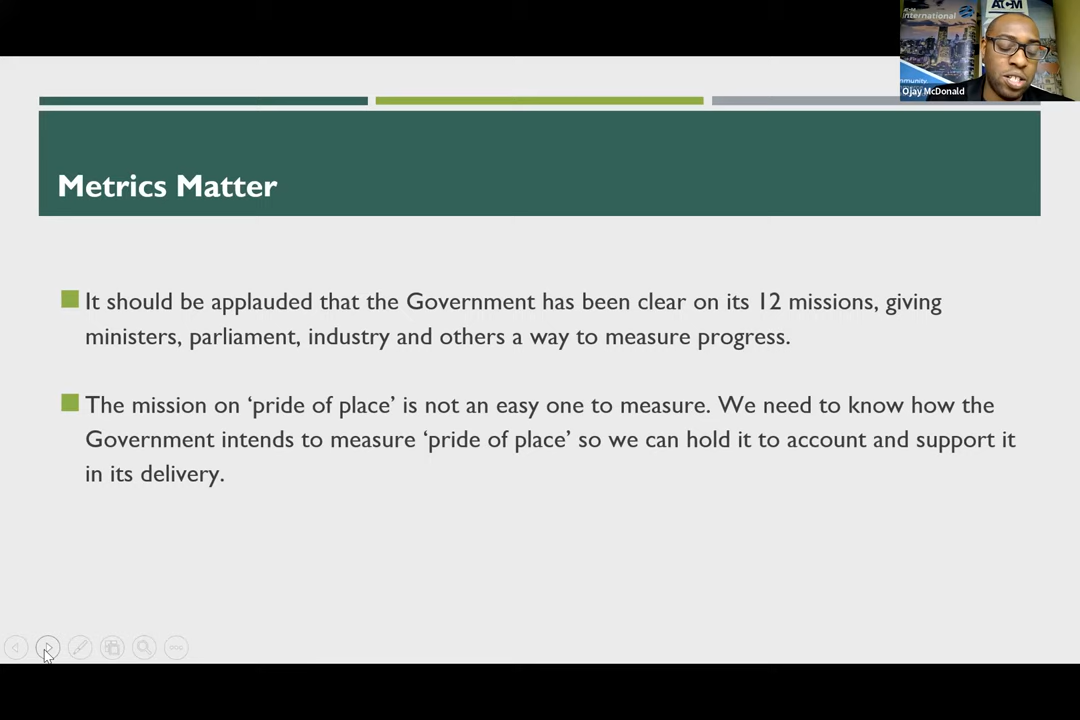 ATCM
international
mmunity
Ojay McDonald
Metrics Matter
It should be applauded that the Government has been clear on its 12 missions, giving
ministers, parliament, industry and others a way to measure progress.
The mission on ‘pride of place’ is not an easy one to measure. We need to know how the
Government intends to measure ‘pride of place’ so we can hold it to account and support it
in its delivery.